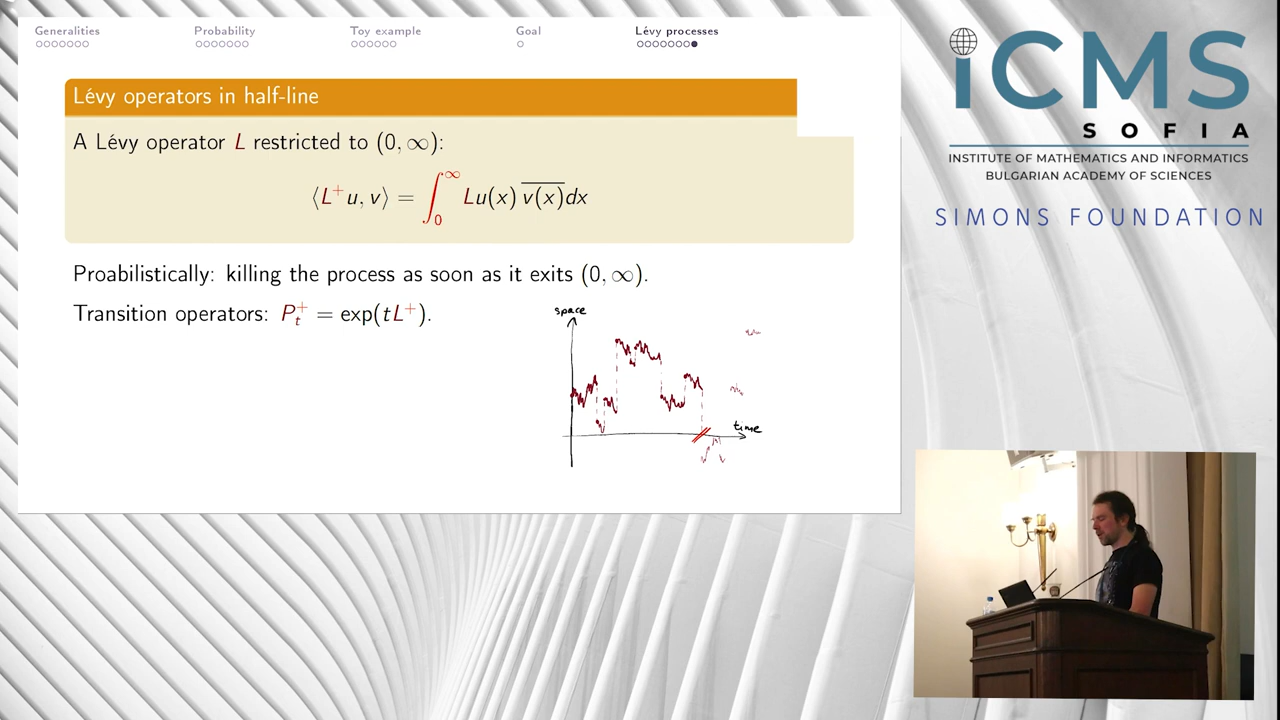 Generalities Probability Toy example Goal Lévy processes
Lévy operators in half-line
A Lévy operator L restricted to (0, ∞):
⟨L⁺u, v⟩ = ∫₀^∞ Lu(x) \overline{v(x)}dx
Proabilistically: killing the process as soon as it exits (0, ∞).
Transition operators: P_t⁺ = exp(tL⁺).
space
time
iCMS
SOFIA
INSTITUTE OF MATHEMATICS AND INFORMATICS
BULGARIAN ACADEMY OF SCIENCES
SIMONS FOUNDATION